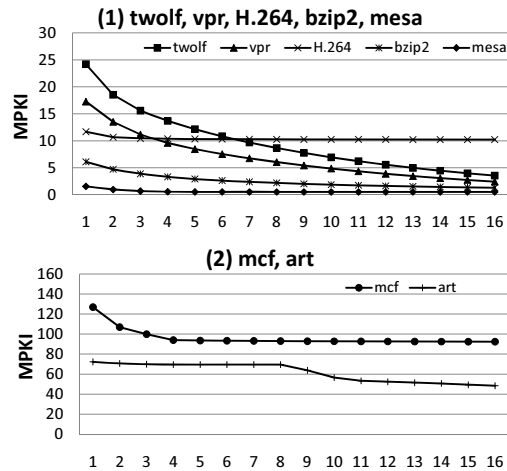 (1) twolf, vpr, H.264, bzip2, mesa
30
twolf vpr H.264 bzip2 mesa
25
20
15
10
5
0
MPKI
1 2 3 4 5 6 7 8 9 10 11 12 13 14 15 16
(2) mcf, art
160
mcf art
140
120
100
80
60
40
20
0
MPKI
1 2 3 4 5 6 7 8 9 10 11 12 13 14 15 16